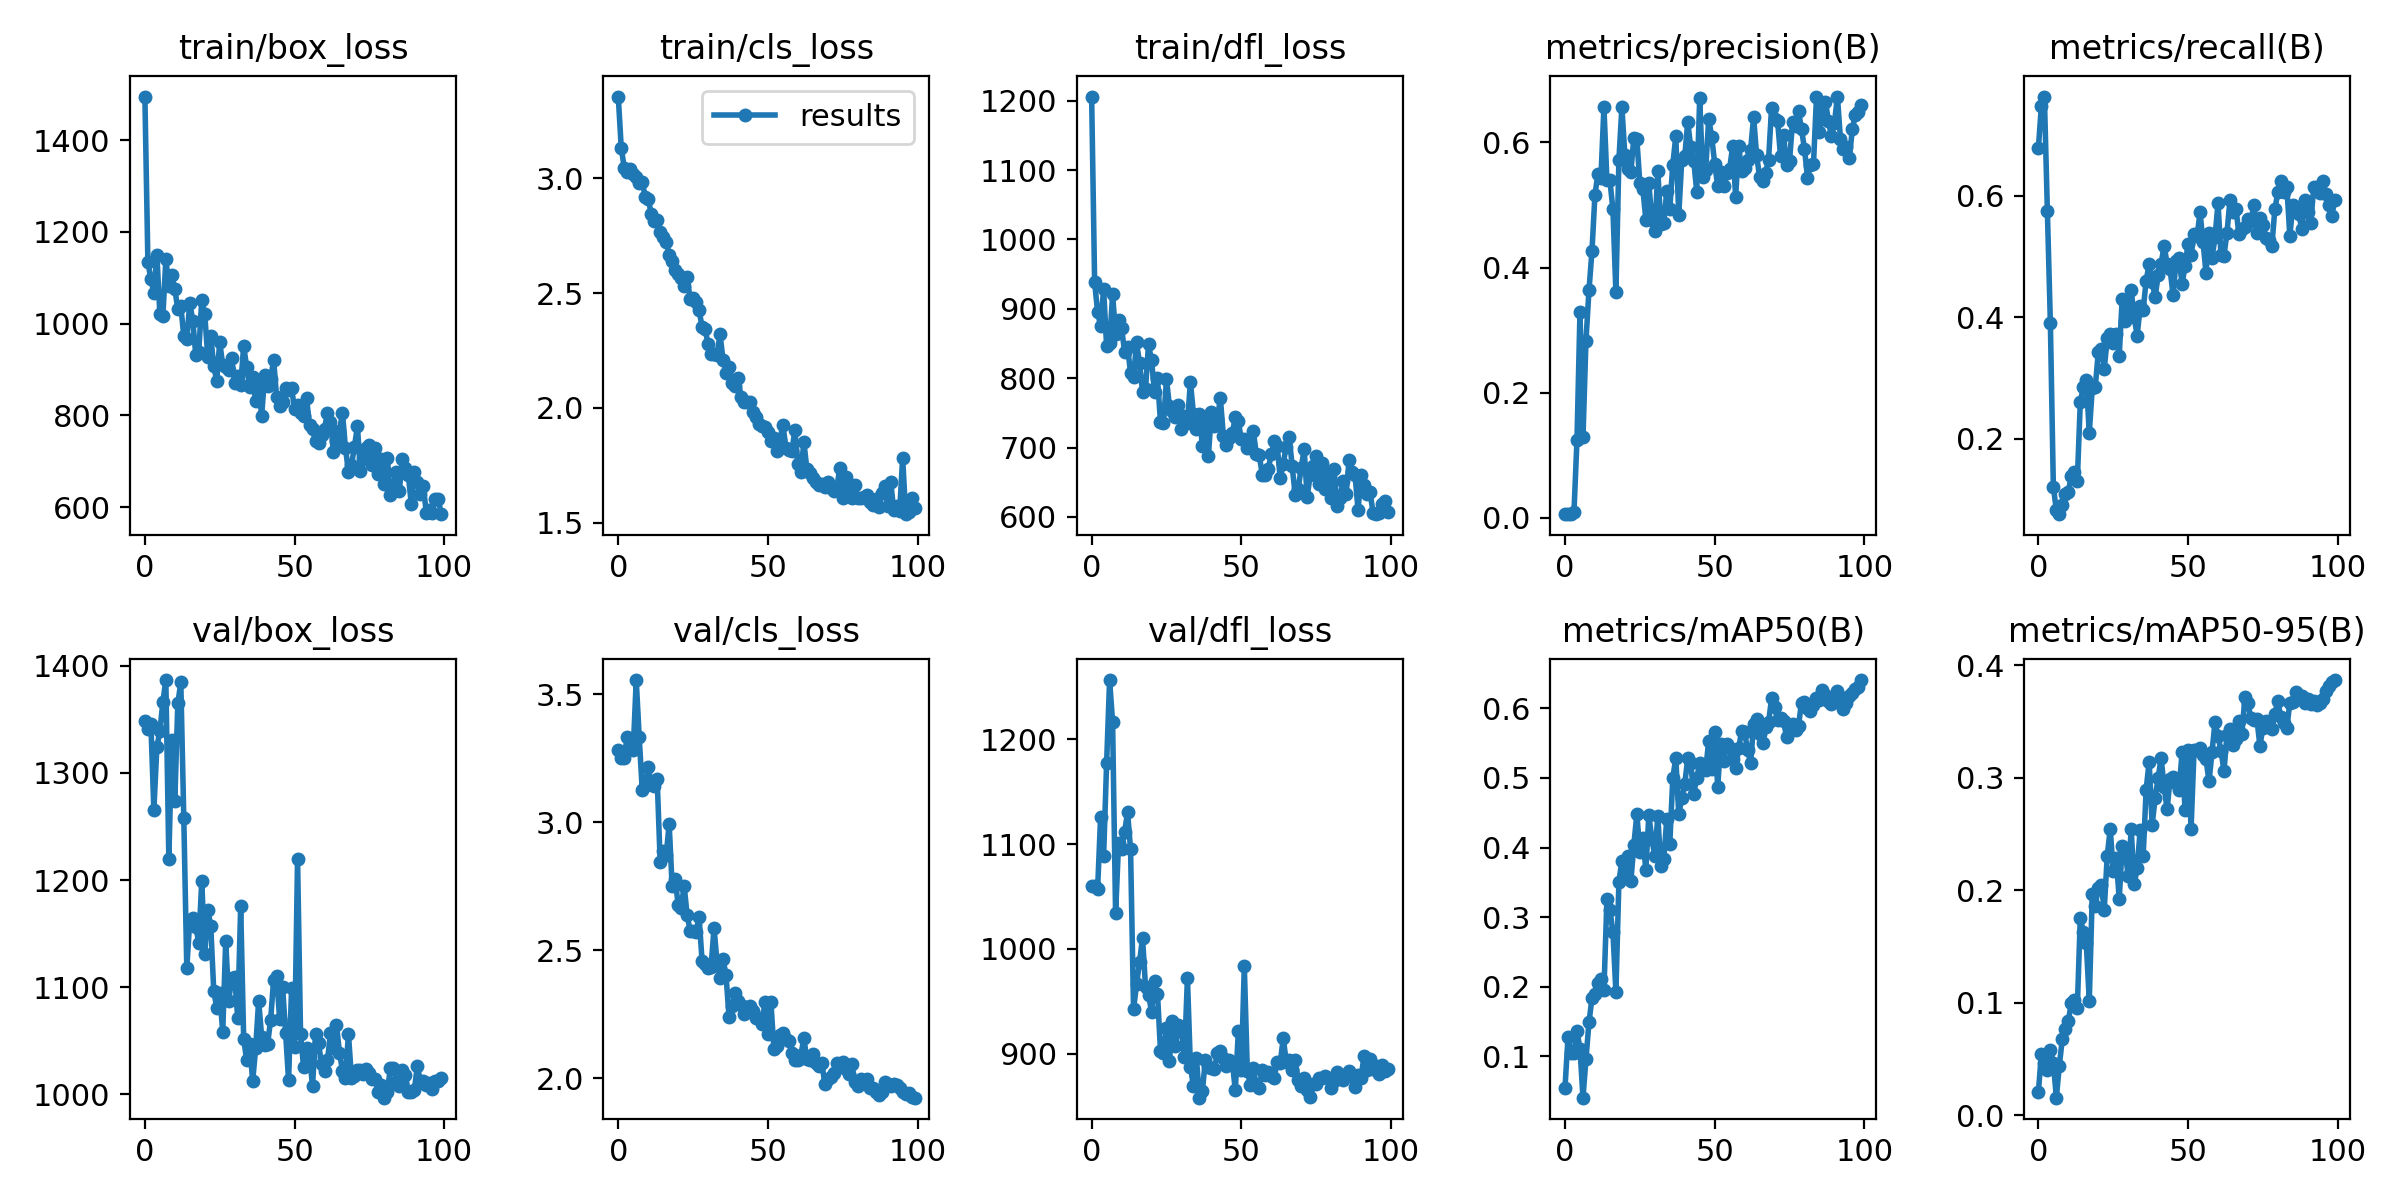 train/box_loss
train/cls_loss
train/dfl_loss
metrics/precision(B)
metrics/recall(B)
1400
1200
1000
800
600
0 50 100
results
3.0
2.5
2.0
1.5
0 50 100
1200
1100
1000
900
800
700
600
0 50 100
0.6
0.4
0.2
0.0
0 50 100
0.6
0.4
0.2
0 50 100
val/box_loss
val/cls_loss
val/dfl_loss
metrics/mAP50(B)
metrics/mAP50-95(B)
1400
1300
1200
1100
1000
0 50 100
3.5
3.0
2.5
2.0
0 50 100
1200
1100
1000
900
0 50 100
0.6
0.5
0.4
0.3
0.2
0.1
0 50 100
0.4
0.3
0.2
0.1
0.0
0 50 100